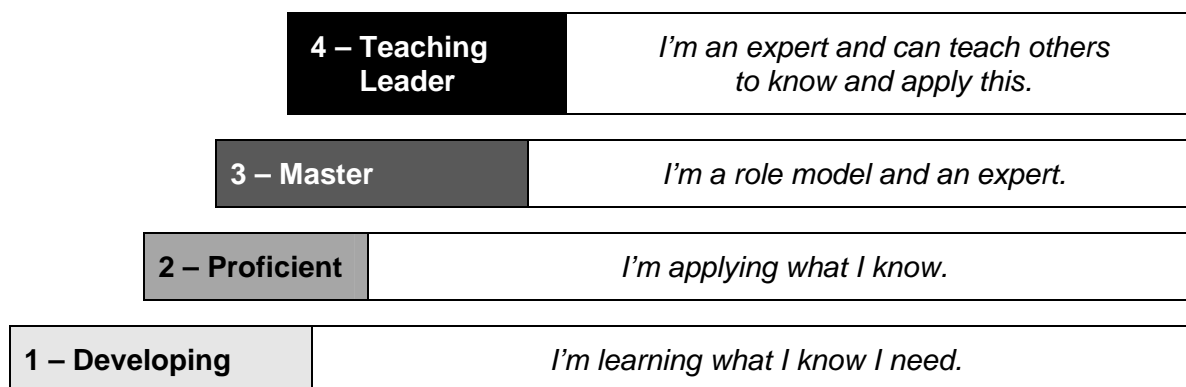 4 – Teaching
Leader
I’m an expert and can teach others
to know and apply this.
3 – Master
I’m a role model and an expert.
2 – Proficient
I’m applying what I know.
1 – Developing
I’m learning what I know I need.